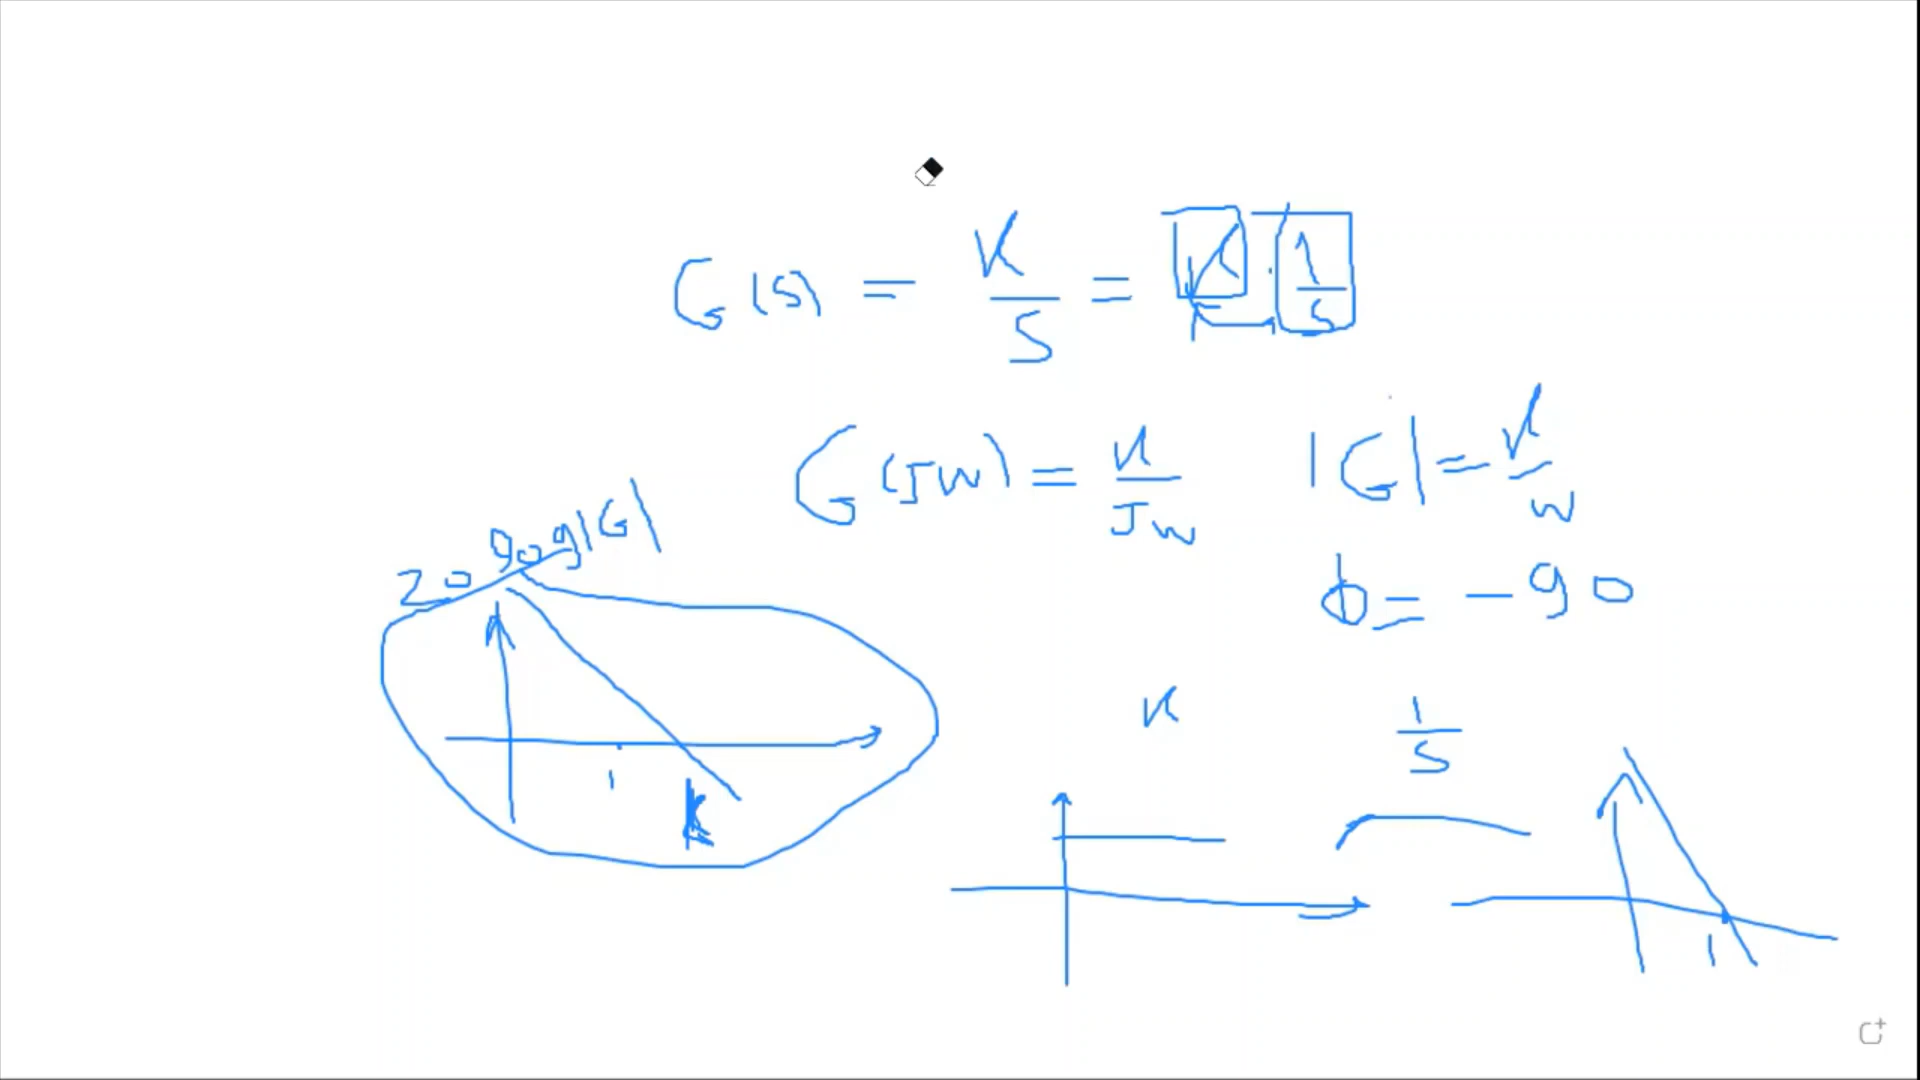 G(S) = K/S = K · 1/S
G(JW) = K/JW |G| = K/W
20log|G|
ϕ = -90
K 1/S
1 K
1